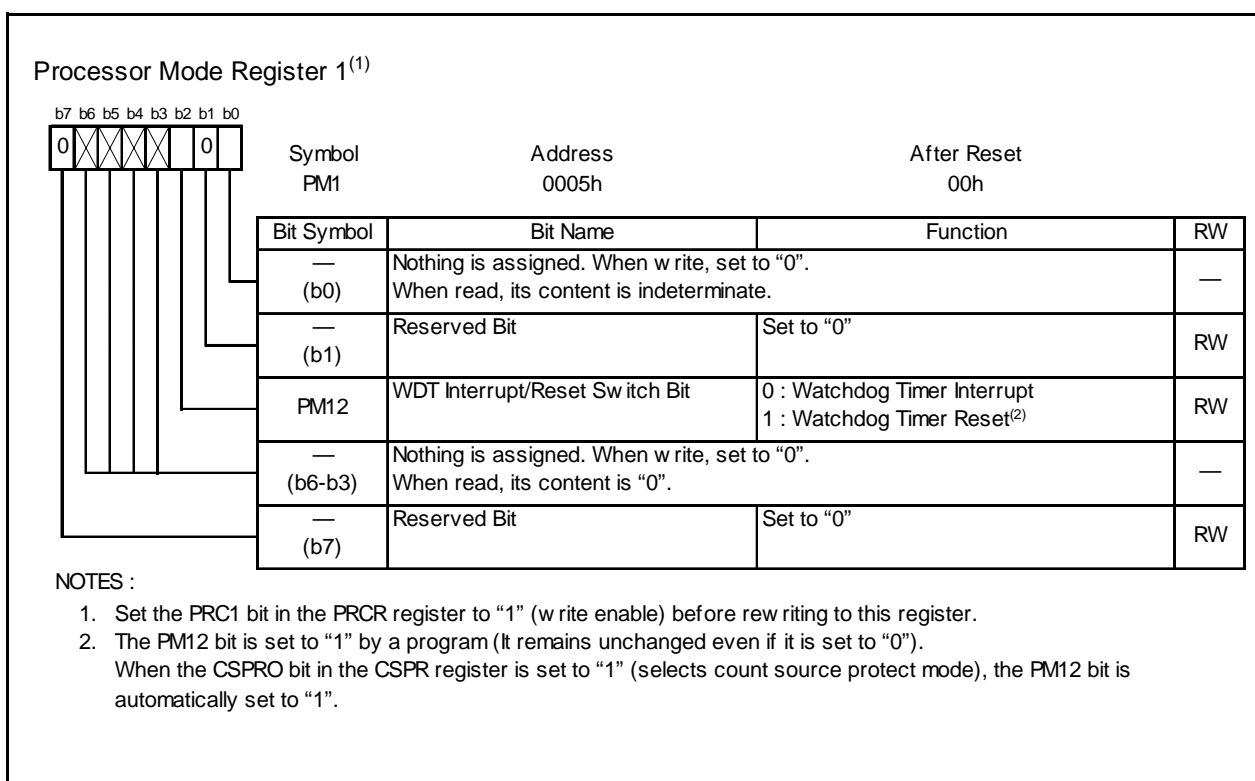 Processor Mode Register 1(1)
b7 b6 b5 b4 b3 b2 b1 b0
0 0
Symbol Address After Reset
PM1 0005h 00h
Bit Symbol Bit Name Function RW
— (b0) Nothing is assigned. When write, set to “0”.
When read, its content is indeterminate. —
— (b1) Reserved Bit Set to “0” RW
PM12 WDT Interrupt/Reset Switch Bit 0 : Watchdog Timer Interrupt
1 : Watchdog Timer Reset(2) RW
— (b6-b3) Nothing is assigned. When write, set to “0”.
When read, its content is “0”. —
— (b7) Reserved Bit Set to “0” RW
NOTES :
1. Set the PRC1 bit in the PRCR register to “1” (write enable) before rewriting to this register.
2. The PM12 bit is set to “1” by a program (It remains unchanged even if it is set to “0”).
When the CSPRO bit in the CSPR register is set to “1” (selects count source protect mode), the PM12 bit is
automatically set to “1”.